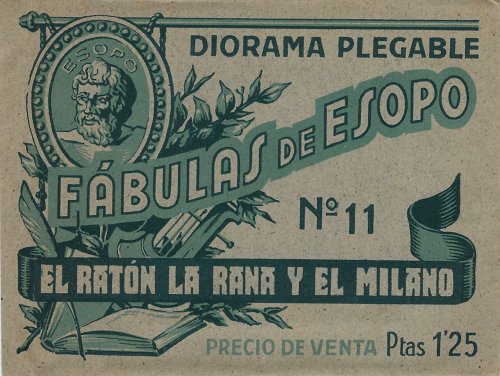 DIORAMA PLEGABLE
ESOPO
FÁBULAS DE ESOPO
Nº 11
EL RATÓN LA RANA Y EL MILANO
PRECIO DE VENTA Ptas 1'25